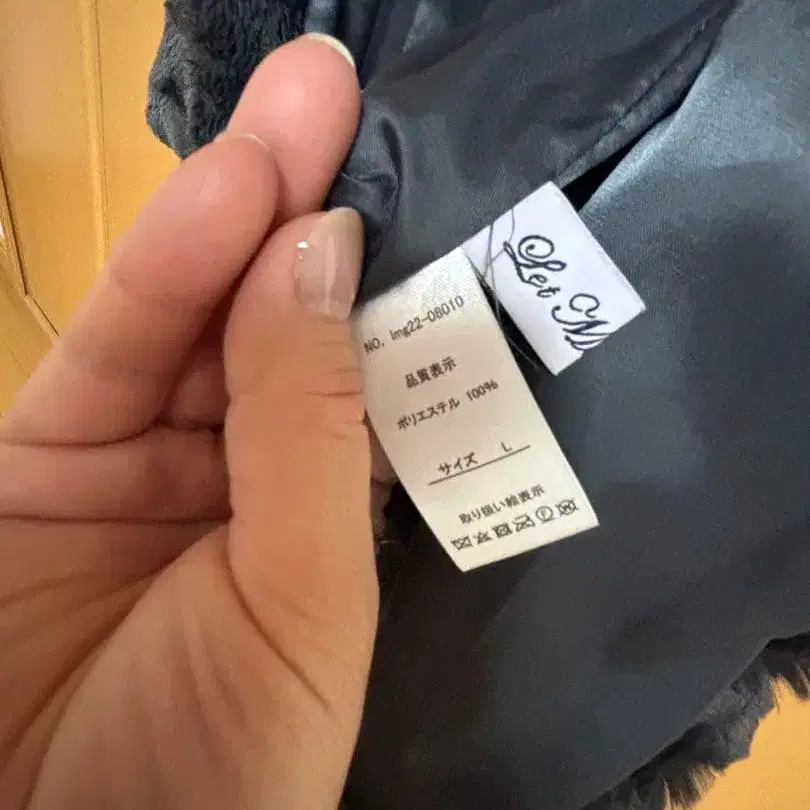 NO. lmg22-08010
品質表示
ポリエステル 100%
サイズ L
取り扱い絵表示
Let